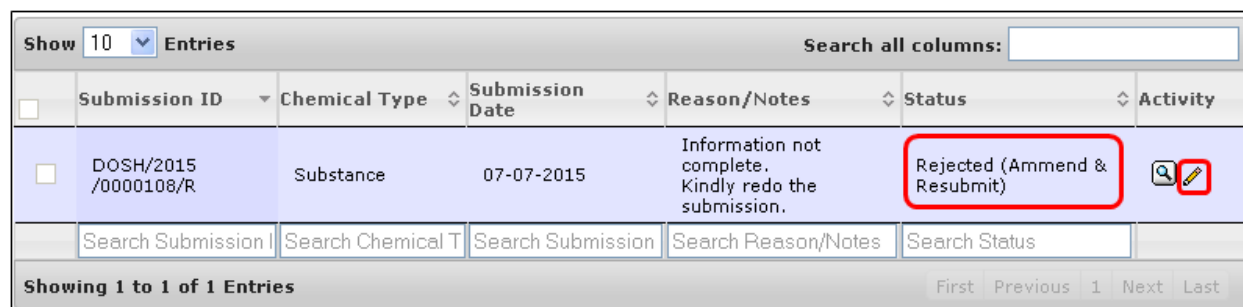 Show 10 Entries Search all columns:
Submission ID Chemical Type Submission Date Reason/Notes Status Activity
DOSH/2015
/0000108/R
Substance
07-07-2015
Information not
complete.
Kindly redo the
submission.
Rejected (Ammend &
Resubmit)
Search Submission I Search Chemical T Search Submission Search Reason/Notes Search Status
Showing 1 to 1 of 1 Entries First Previous 1 Next Last